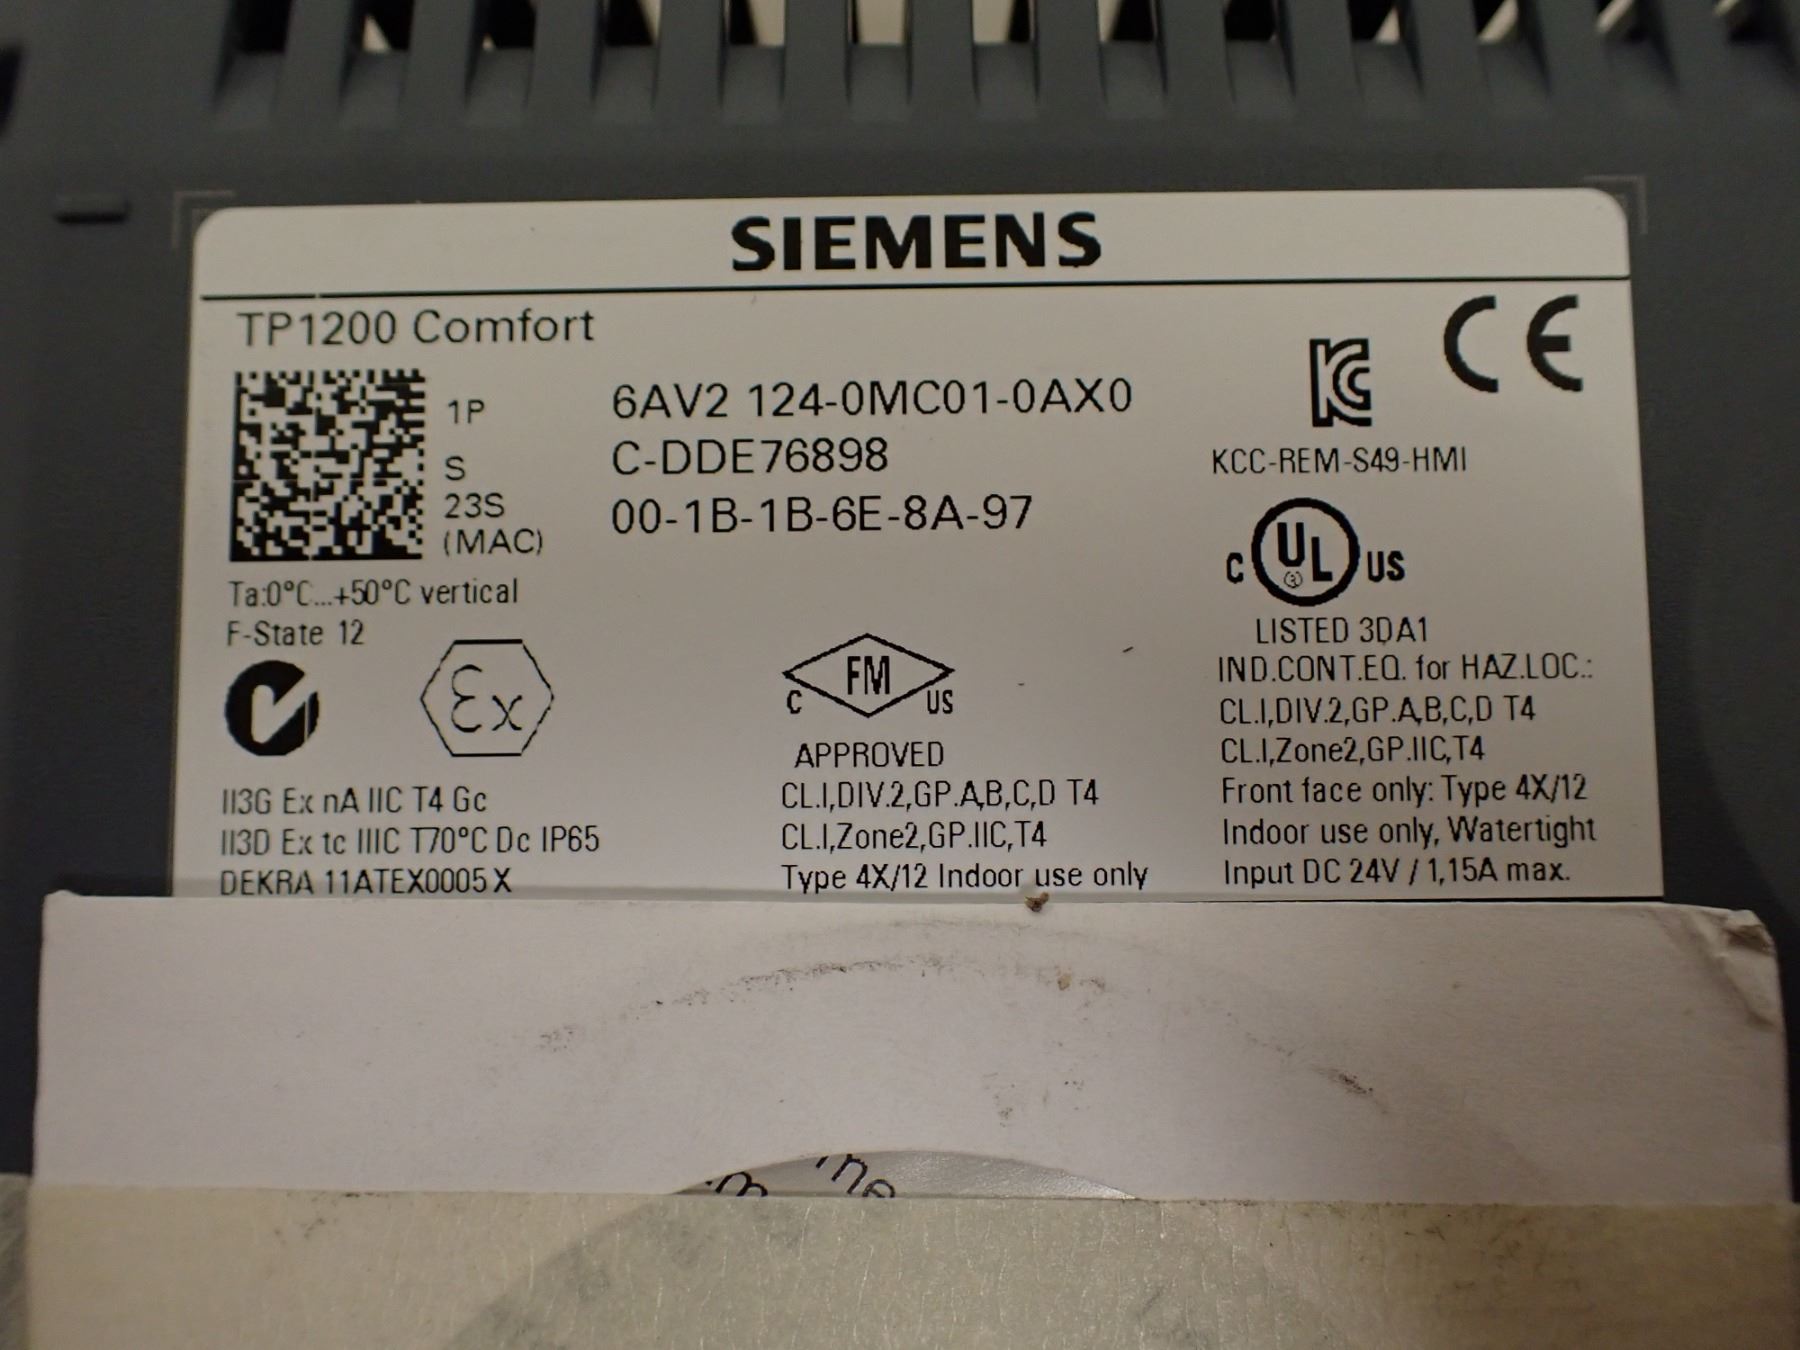 SIEMENS
TP1200 Comfort
1P 6AV2 124-0MC01-0AX0
S C-DDE76898
23S 00-1B-1B-6E-8A-97
(MAC)
Ta:0°C...+50°C vertical
F-State 12
Ex
II3G Ex nA IIC T4 Gc
II3D Ex tc IIIC T70°C Dc IP65
DEKRA 11ATEX0005 X
C FM US
APPROVED
CL.I,DIV.2,GP.A,B,C,D T4
CL.I,Zone2,GP.IIC,T4
Type 4X/12 Indoor use only
CE
KC
KCC-REM-S49-HMI
C UL US
LISTED 3DA1
IND.CONT.EQ. for HAZ.LOC.:
CL.I,DIV.2,GP.A,B,C,D T4
CL.I,Zone2,GP.IIC,T4
Front face only: Type 4X/12
Indoor use only, Watertight
Input DC 24V / 1,15A max.